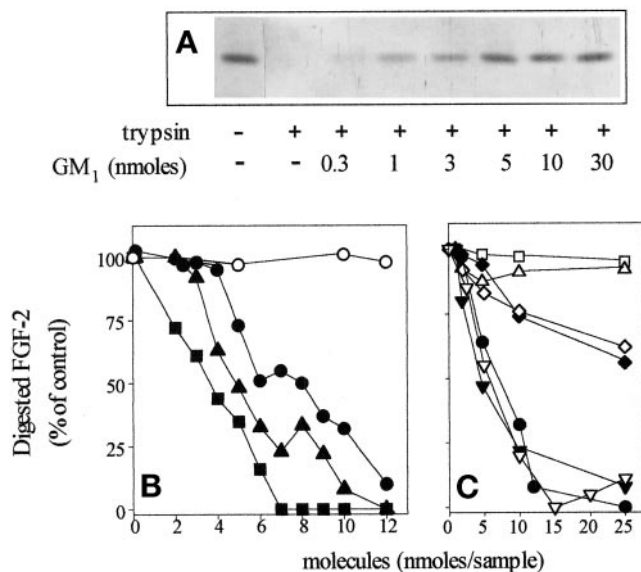 A
trypsin - + + + + + + +
GM1 (nmoles) - - 0.3 1 3 5 10 30
Digested FGF-2
(% of control)
100
75
50
25
0
B
0 2 4 6 8 10 12
C
0 5 10 15 20 25
molecules (nmoles/sample)